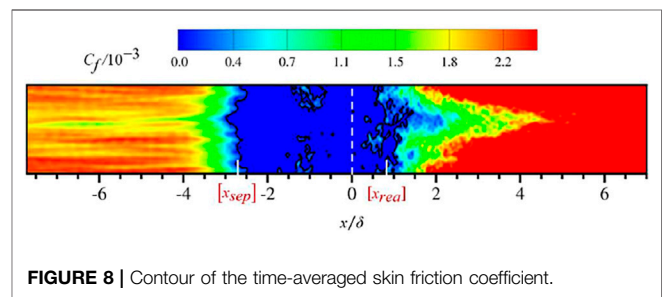 C_f/10^-3
0.0 0.4 0.7 1.1 1.5 1.8 2.2
-6 -4 -2 0 2 4 6
[x_sep] [x_rea]
x/δ
FIGURE 8 | Contour of the time-averaged skin friction coefficient.